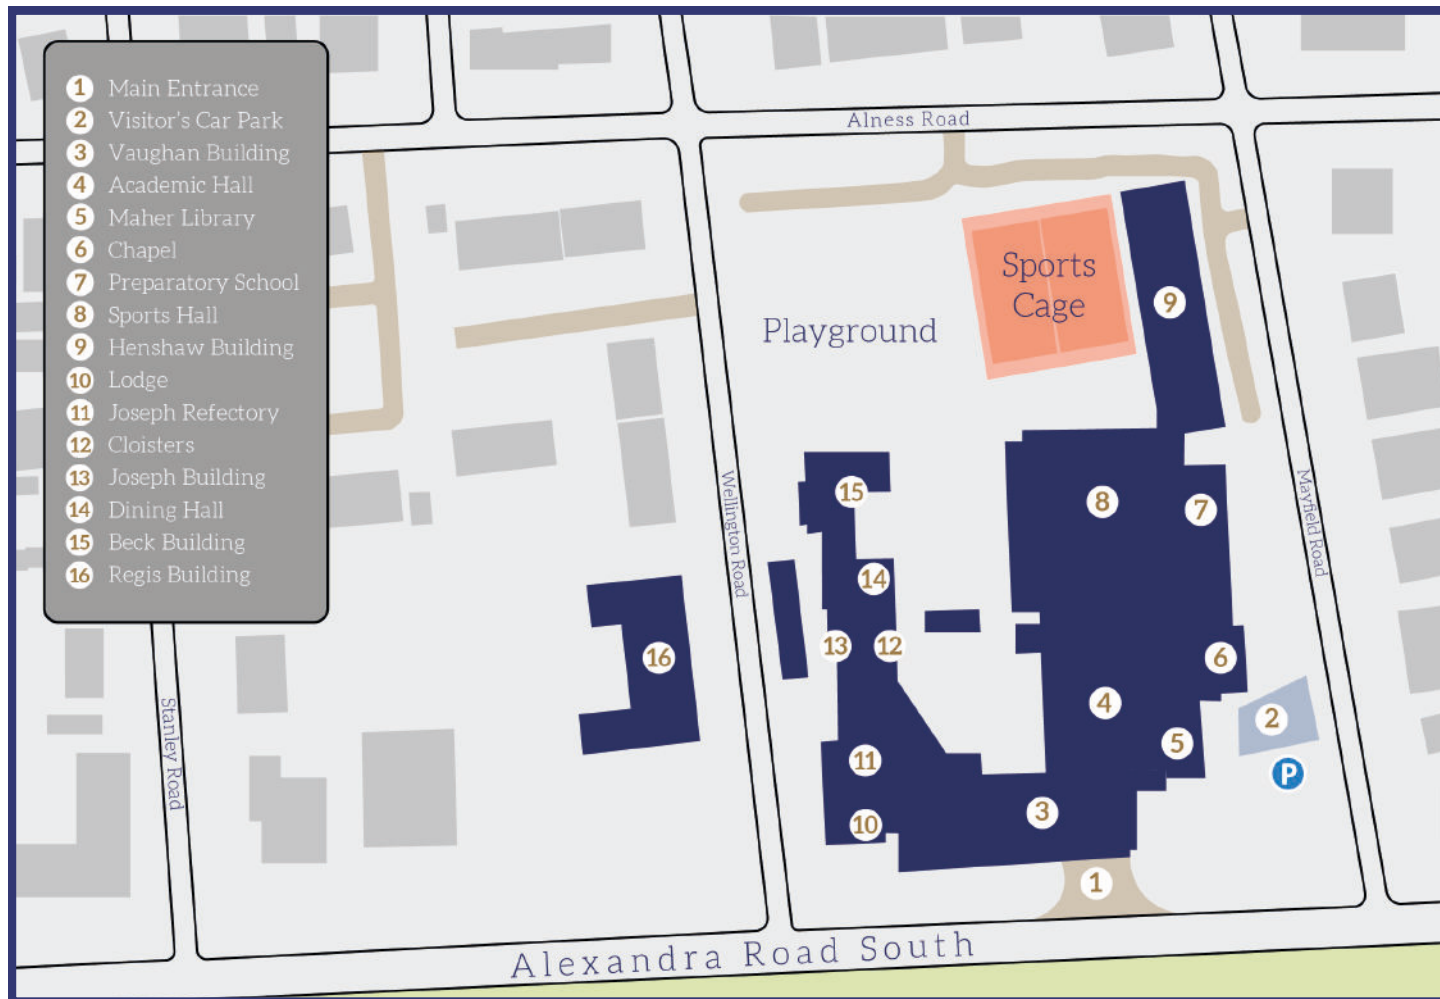 1 Main Entrance
2 Visitor's Car Park
3 Vaughan Building
4 Academic Hall
5 Maher Library
6 Chapel
7 Preparatory School
8 Sports Hall
9 Henshaw Building
10 Lodge
11 Joseph Refectory
12 Cloisters
13 Joseph Building
14 Dining Hall
15 Beck Building
16 Regis Building
Alness Road
Sports
Cage
9
Playground
15
8
7
Wellington Road
Mayfield Road
14
13
12
16
6
4
2
5
Stanley Road
11
P
10
3
1
Alexandra Road South